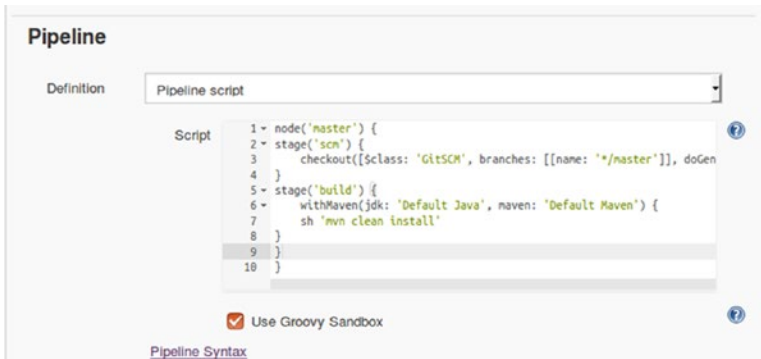 Pipeline
Definition
Pipeline script
Script
1 node('master') {
2 stage('scm') {
3 checkout([$class: 'GitSCM', branches: [[name: '*/master']], doGen
4 }
5 stage('build') {
6 withMaven(jdk: 'Default Java', maven: 'Default Maven') {
7 sh 'mvn clean install'
8 }
9 }
10 }
Use Groovy Sandbox
Pipeline Syntax